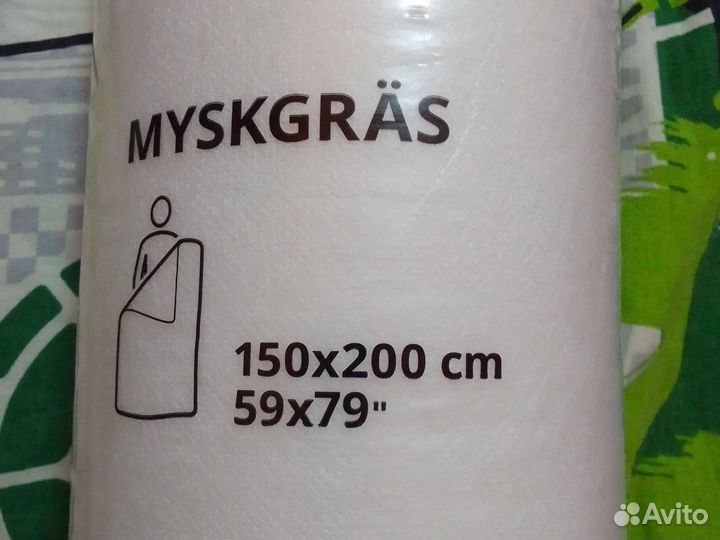 MYSKGRÄS
150x200 cm
59x79"
Avito